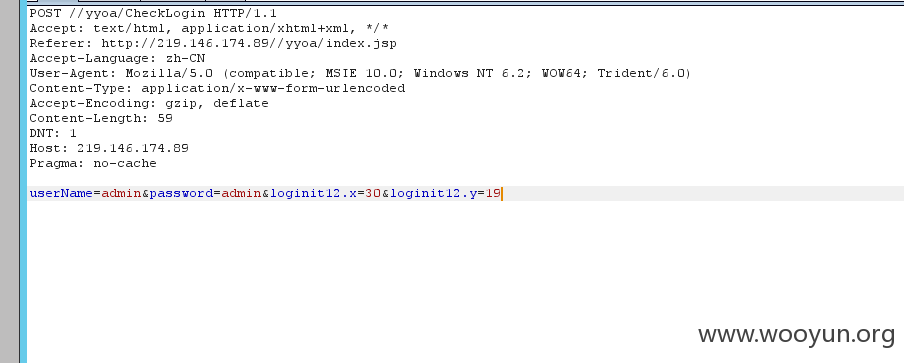 POST //yyoa/CheckLogin HTTP/1.1
Accept: text/html, application/xhtml+xml, */*
Referer: http://219.146.174.89//yyoa/index.jsp
Accept-Language: zh-CN
User-Agent: Mozilla/5.0 (compatible; MSIE 10.0; Windows NT 6.2; WOW64; Trident/6.0)
Content-Type: application/x-www-form-urlencoded
Accept-Encoding: gzip, deflate
Content-Length: 59
DNT: 1
Host: 219.146.174.89
Pragma: no-cache
userName=admin&password=admin&loginit12.x=30&loginit12.y=19
www.wooyun.org